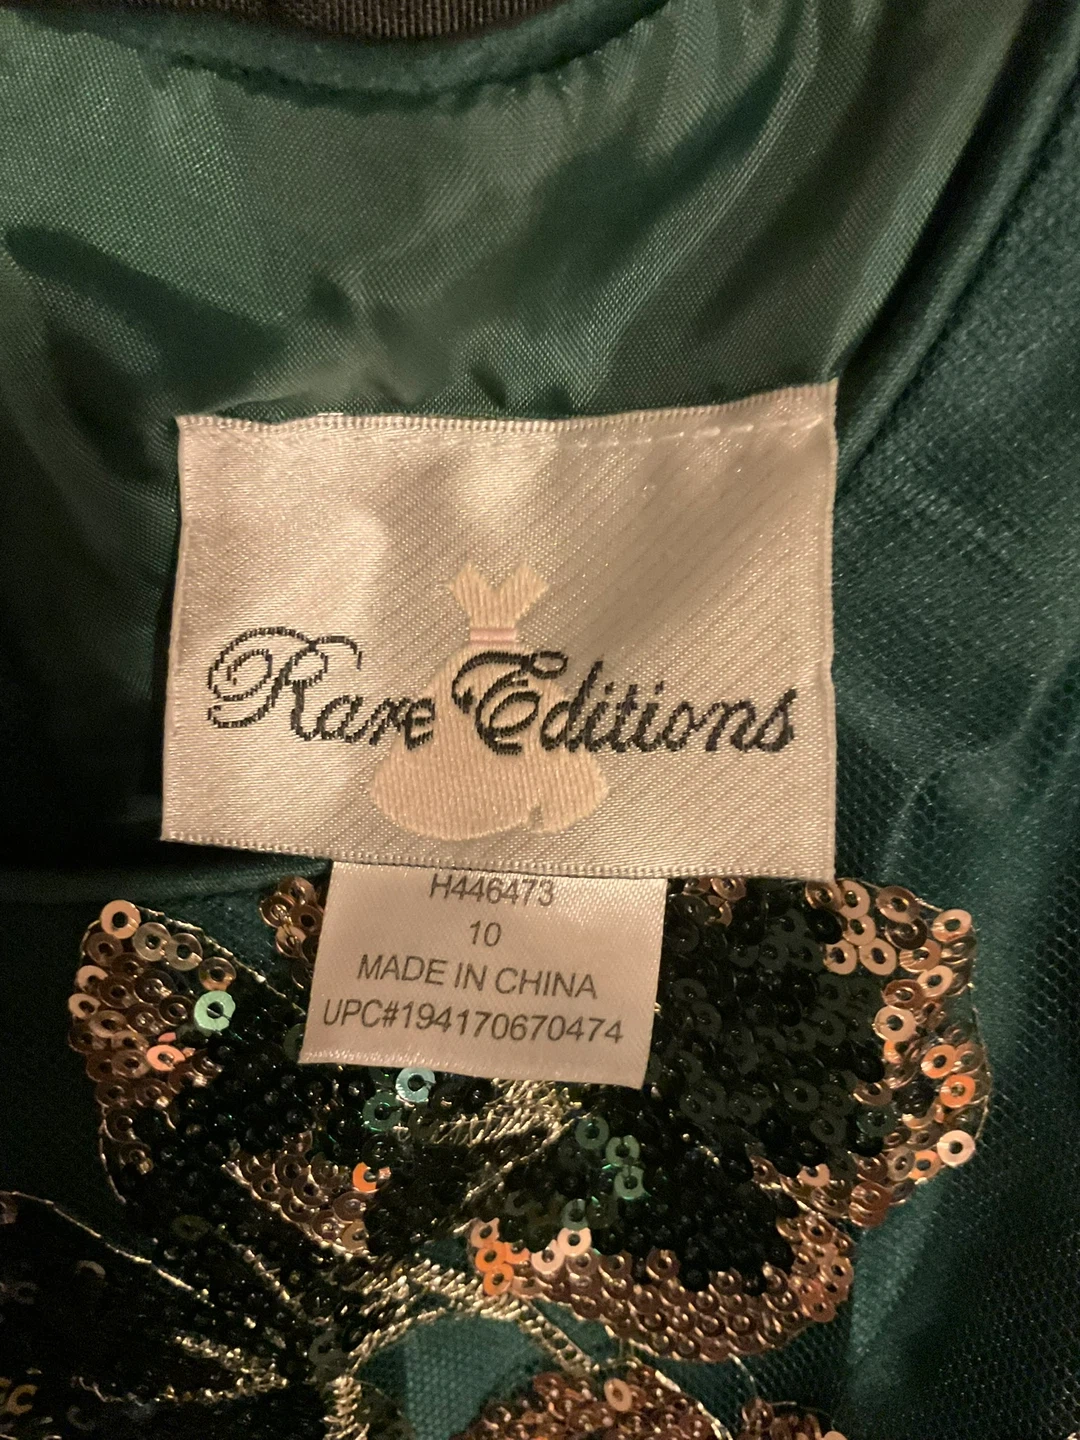 Rare Editions
H446473
10
MADE IN CHINA
UPC#194170670474